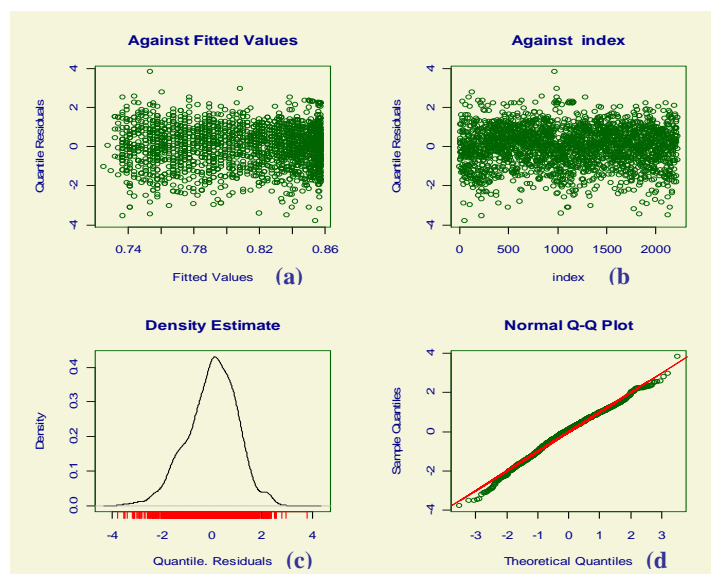 Against Fitted Values
Quantile Residuals
-4 -2 0 2 4
0.74 0.78 0.82 0.86
Fitted Values (a)
Against index
Quantile Residuals
-4 -2 0 2 4
0 500 1000 1500 2000
index (b
Density Estimate
Density
0.0 0.1 0.2 0.3 0.4
-4 -2 0 2 4
Quantile. Residuals (c)
Normal Q-Q Plot
Sample Quantiles
-4 -2 0 2 4
-3 -2 -1 0 1 2 3
Theoretical Quantiles (d